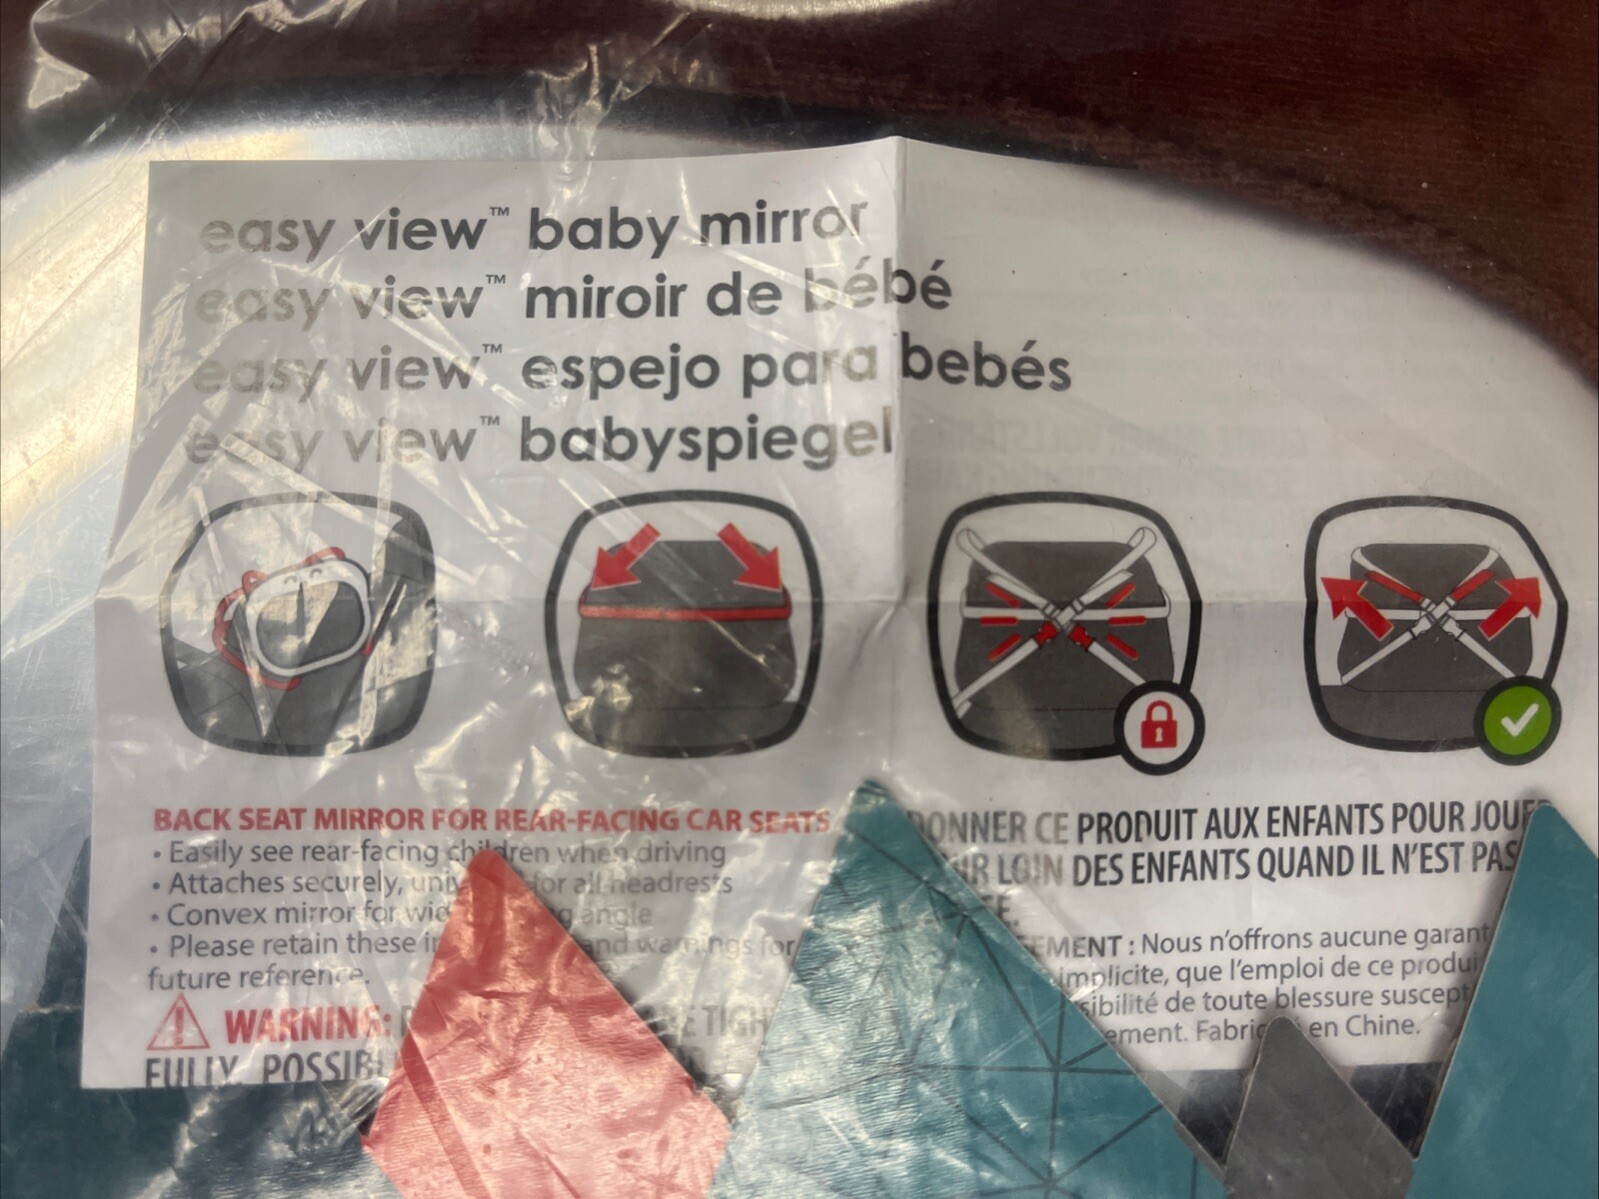 easy view™ baby mirror
easy view™ miroir de bébé
easy view™ espejo para bebés
easy view™ babyspiegel
BACK SEAT MIRROR FOR REAR-FACING CAR SEATS
• Easily see rear-facing children when driving
• Attaches securely, for all headrests
• Convex mirror for angle
• Please retain these and warnings for
future reference.
WARNING:
FULLY. POSSIBL
DONNER CE PRODUIT AUX ENFANTS POUR JOUE
LOIN DES ENFANTS QUAND IL N'EST PAS
EMENT : Nous n'offrons aucune garant
implicite, que l'emploi de ce produi
sibilité de toute blessure suscept
ement. en Chine.